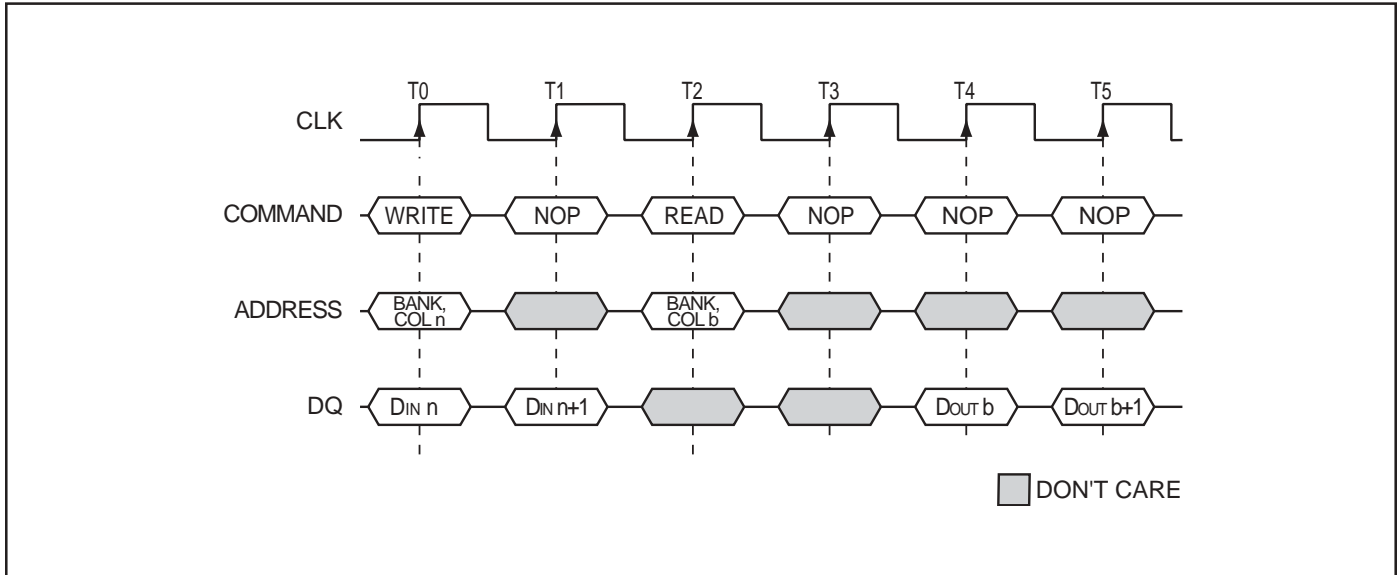 T0 T1 T2 T3 T4 T5
CLK
COMMAND WRITE NOP READ NOP NOP NOP
ADDRESS BANK, COL n BANK, COL b
DQ DIN n DIN n+1 DOUT b DOUT b+1
DON'T CARE